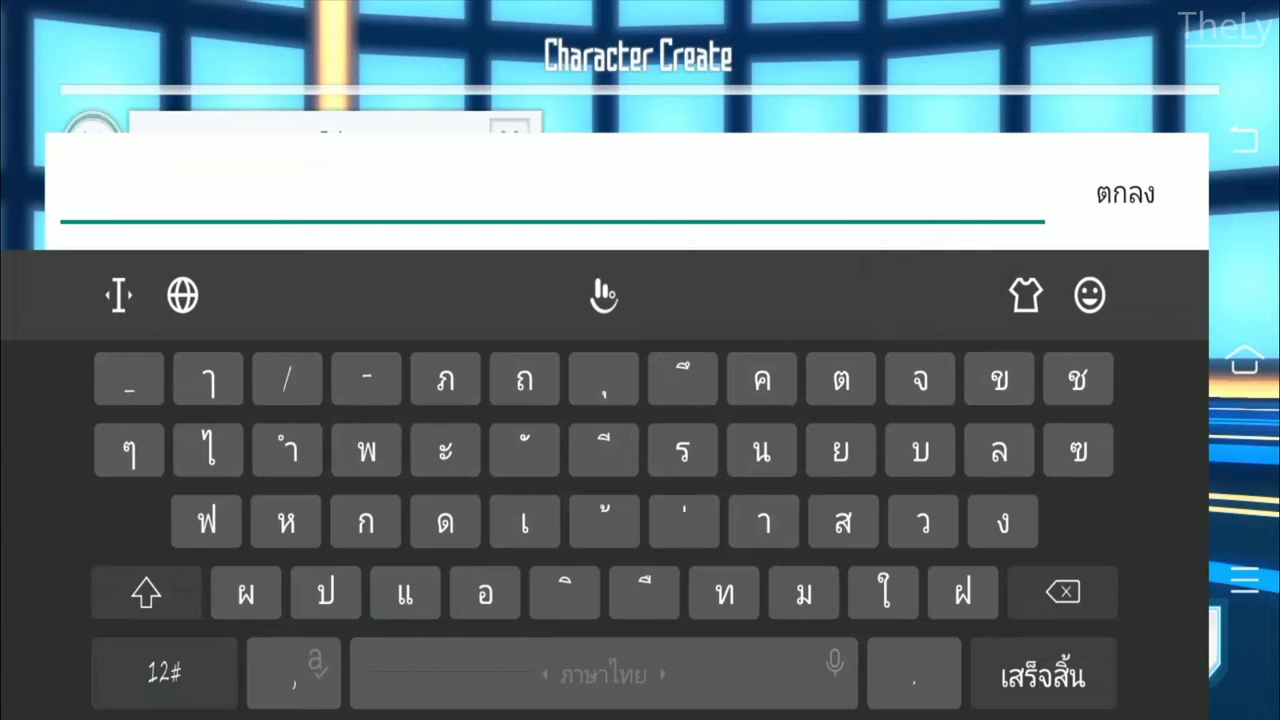 TheLy
Character Create
ตกลง
_ ๅ / - ภ ถ ุ ึ ค ต จ ข ช
ๆ ไ ำ พ ะ ั ี ร น ย บ ล ฃ
ฟ ห ก ด เ ้ ่ า ส ว ง
ผ ป แ อ ิ ื ท ม ใ ฝ
12# , ภาษาไทย . เสร็จสิ้น